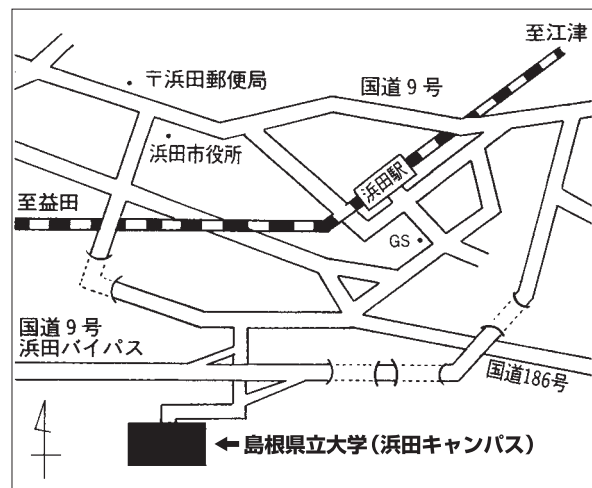 至江津
〒浜田郵便局
国道9号
浜田市役所
浜田駅
至益田
GS
国道9号
浜田バイパス
国道186号
←島根県立大学(浜田キャンパス)